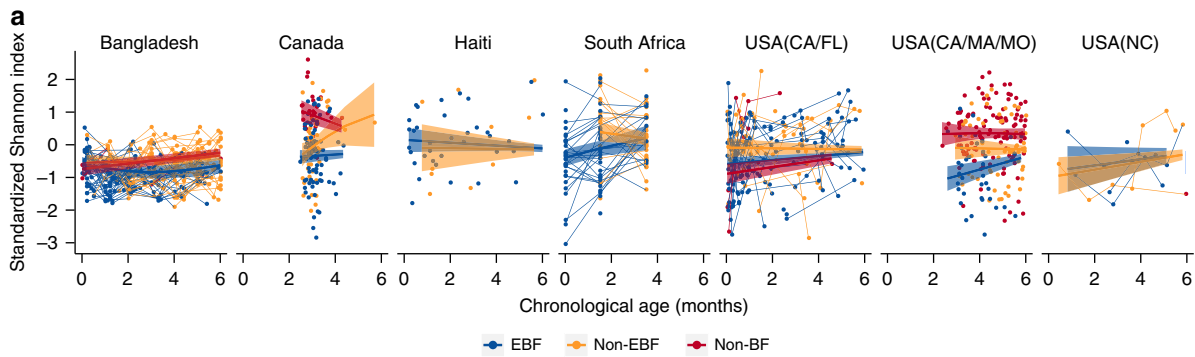 a
Bangladesh Canada Haiti South Africa USA(CA/FL) USA(CA/MA/MO) USA(NC)
Standardized Shannon index
2
1
0
−1
−2
−3
0 2 4 6 0 2 4 6 0 2 4 6 0 2 4 6 0 2 4 6 0 2 4 6 0 2 4 6
Chronological age (months)
EBF Non-EBF Non-BF